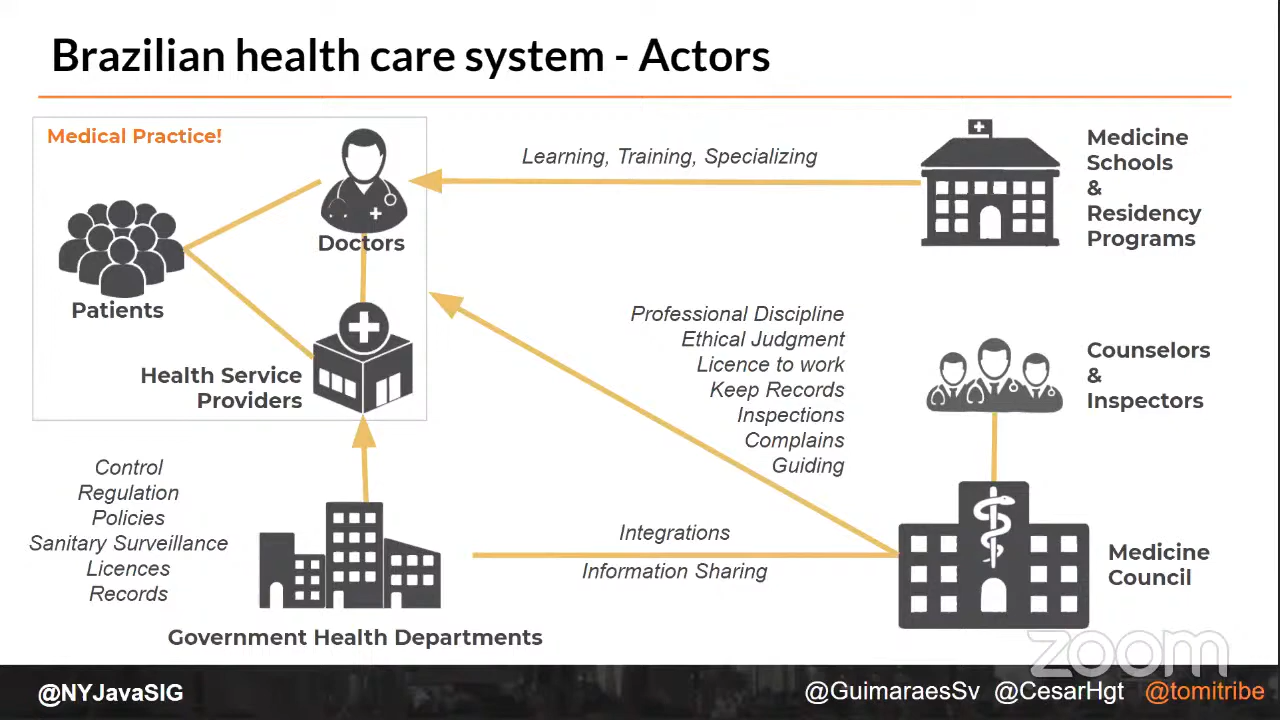 Brazilian health care system - Actors
Medical Practice!
Doctors
Patients
Health Service
Providers
Learning, Training, Specializing
Medicine
Schools
&
Residency
Programs
Professional Discipline
Ethical Judgment
Licence to work
Keep Records
Inspections
Complains
Guiding
Counselors
&
Inspectors
Control
Regulation
Policies
Sanitary Surveillance
Licences
Records
Government Health Departments
Integrations
Information Sharing
Medicine
Council
zoom
@NYJavaSIG
@GuimaraesSv @CesarHgt @tomitribe